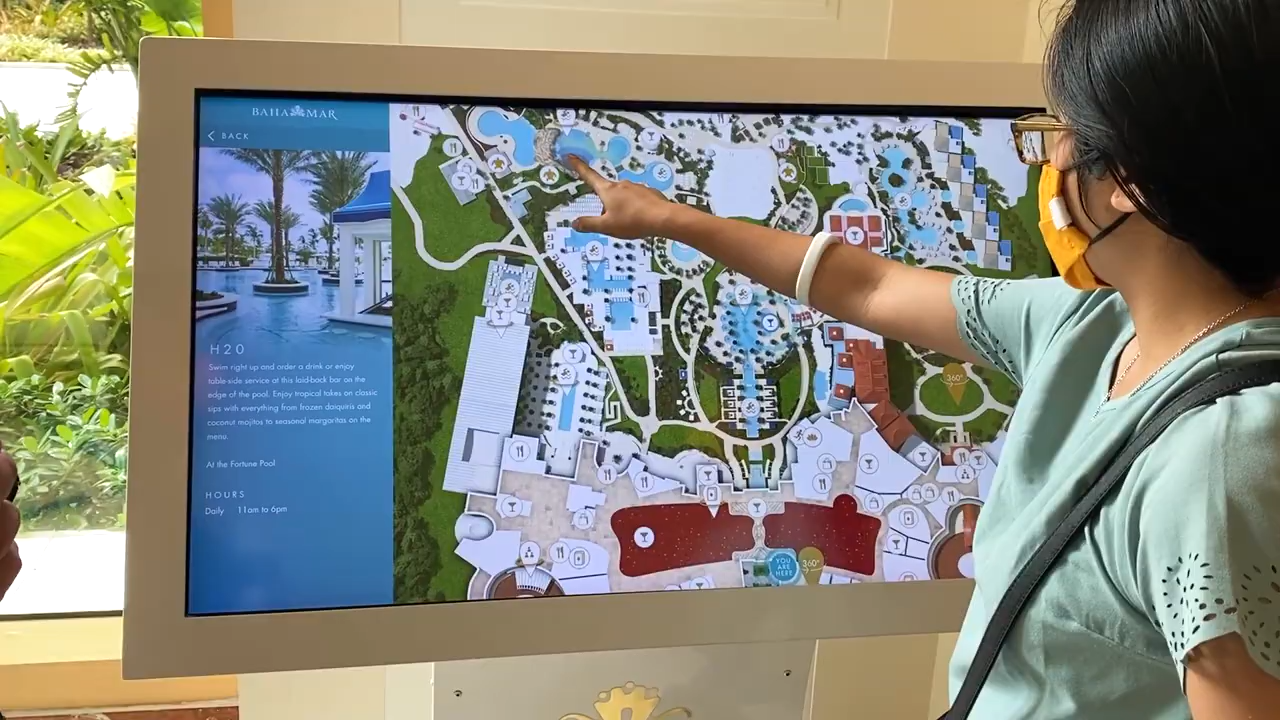 BAHA MAR
< BACK
H2O
Swim right up and order a drink or enjoy
table-side service at this laid-back bar on the
edge of the pool. Enjoy tropical takes on classic
sips with everything from frozen daiquiris and
coconut mojitos to seasonal margaritas on the
menu.
At the Fortune Pool
HOURS
Daily 11am to 6pm
360°
YOU
ARE
HERE
360°